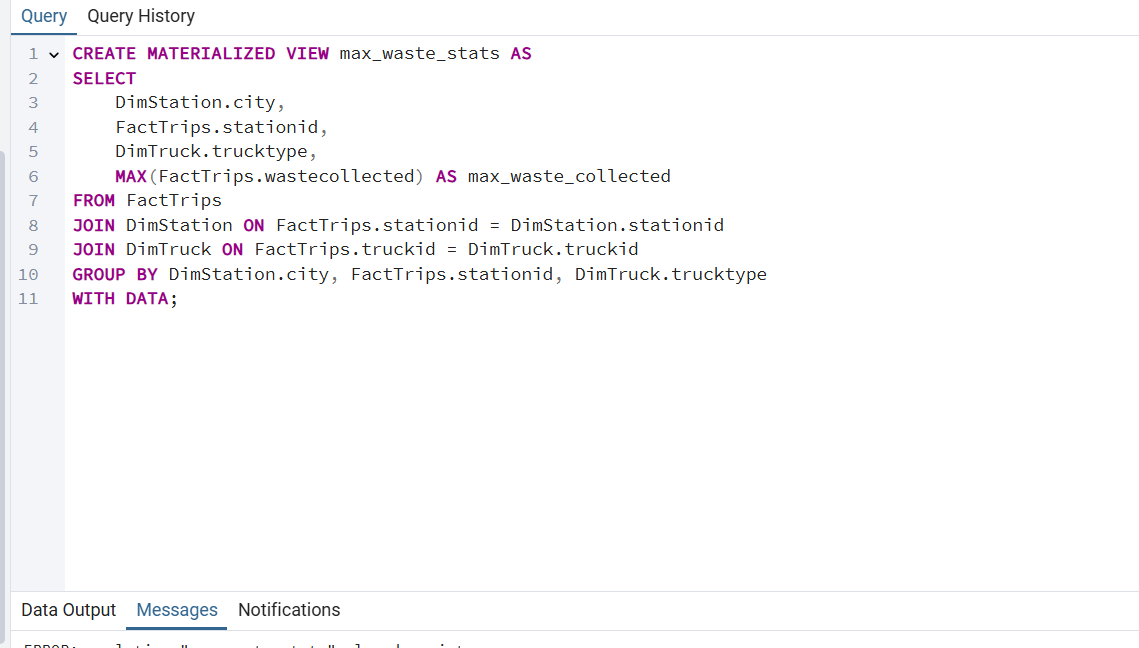 Query Query History
1 CREATE MATERIALIZED VIEW max_waste_stats AS
2 SELECT
3 DimStation.city,
4 FactTrips.stationid,
5 DimTruck.trucktype,
6 MAX(FactTrips.wastecollected) AS max_waste_collected
7 FROM FactTrips
8 JOIN DimStation ON FactTrips.stationid = DimStation.stationid
9 JOIN DimTruck ON FactTrips.truckid = DimTruck.truckid
10 GROUP BY DimStation.city, FactTrips.stationid, DimTruck.trucktype
11 WITH DATA;
Data Output Messages Notifications